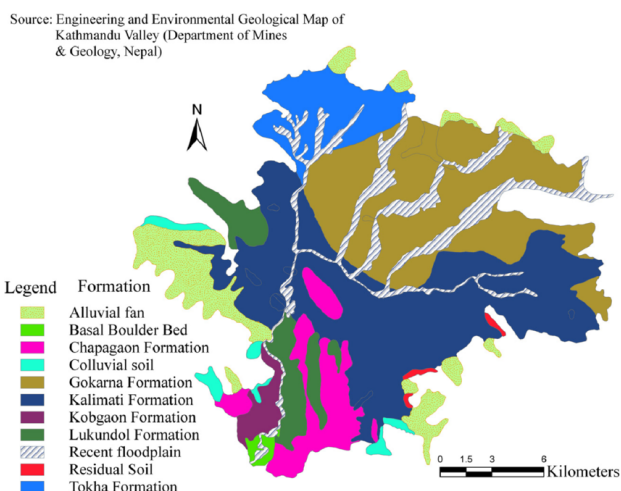 Source: Engineering and Environmental Geological Map of
Kathmandu Valley (Department of Mines
& Geology, Nepal)
N
Legend Formation
Alluvial fan
Basal Boulder Bed
Chapagaon Formation
Colluvial soil
Gokarna Formation
Kalimati Formation
Kobgaon Formation
Lukundol Formation
Recent floodplain
Residual Soil
Tokha Formation
0 1.5 3 6
Kilometers